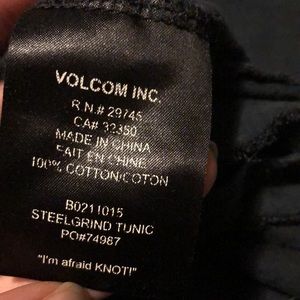 VOLCOM INC.
R.N.# 29745
CA# 32350
MADE IN CHINA
FAIT EN CHINE
100% COTTON/COTON
B0211015
STEELGRIND TUNIC
PO#74987
"I'm afraid KNOT!"